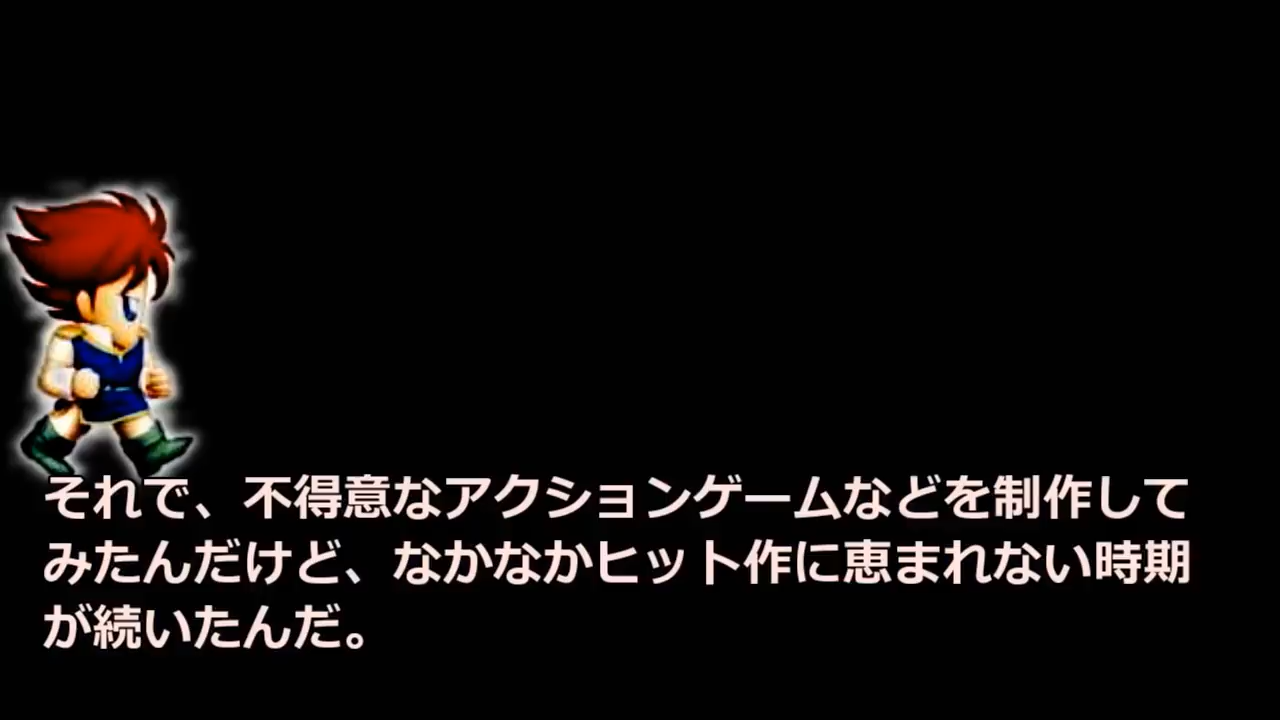 それで、不得意なアクションゲームなどを制作して
みたんだけど、なかなかヒット作に恵まれない時期
が続いたんだ。